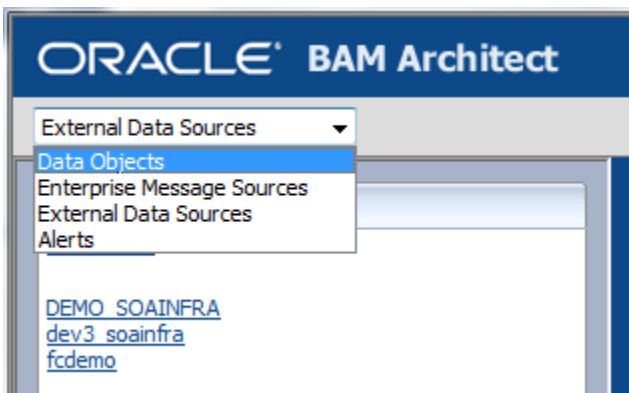 ORACLE BAM Architect
External Data Sources
Data Objects
Enterprise Message Sources
External Data Sources
Alerts
DEMO_SOAINFRA
dev3_soainfra
fcdemo